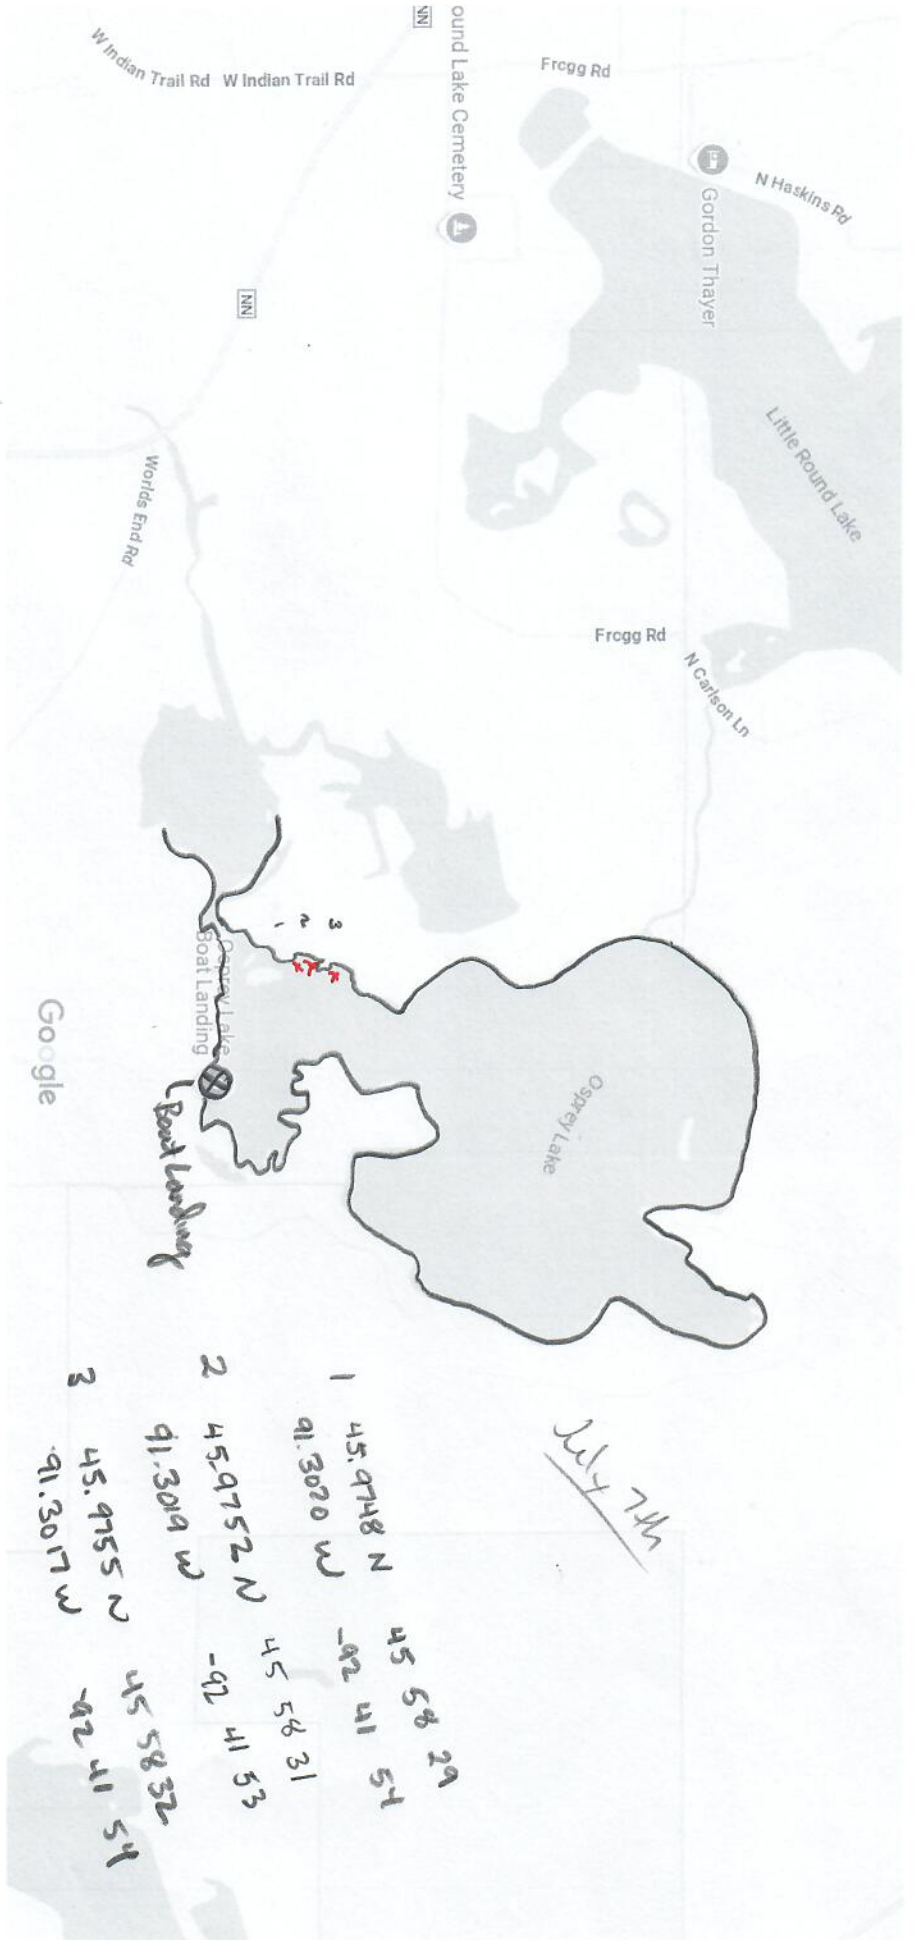 NN
W Indian Trail Rd
W Indian Trail Rd
ound Lake Cemetery
Frcgg Rd
N Haskins Rd
Gordon Thayer
NN
Little Round Lake
Worlds End Rd
Frcgg Rd
N Carlson Ln
1
2
3
Osprey Lake
Boat Landing
Osprey Lake
Google
Boat Landing
July 7th
1 45.9748 N 45 58 29
91.3020 W -92 41 54
2 45.9752 N 45 58 31
91.3019 W -92 41 53
3 45.9755 N 45 58 32
-91.3017 W -92 41 54